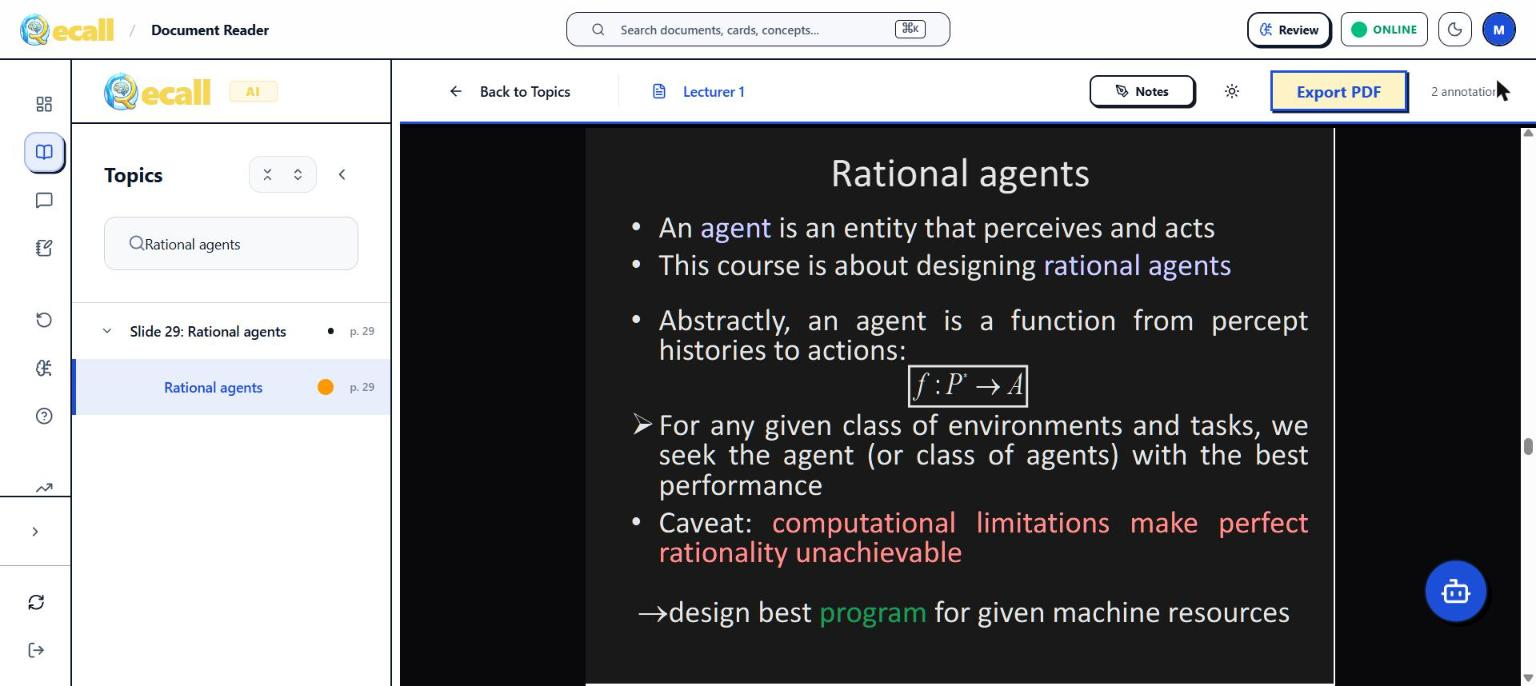 Recall / Document Reader
Search documents, cards, concepts... ⌘K
Review
ONLINE
M
Recall AI
Back to Topics
Lecturer 1
Notes
Export PDF
2 annotation
Topics
Rational agents
Slide 29: Rational agents • p. 29
Rational agents p. 29
Rational agents
• An agent is an entity that perceives and acts
• This course is about designing rational agents
• Abstractly, an agent is a function from percept
histories to actions:
f : P* → A
➢ For any given class of environments and tasks, we
seek the agent (or class of agents) with the best
performance
• Caveat: computational limitations make perfect
rationality unachievable
→design best program for given machine resources